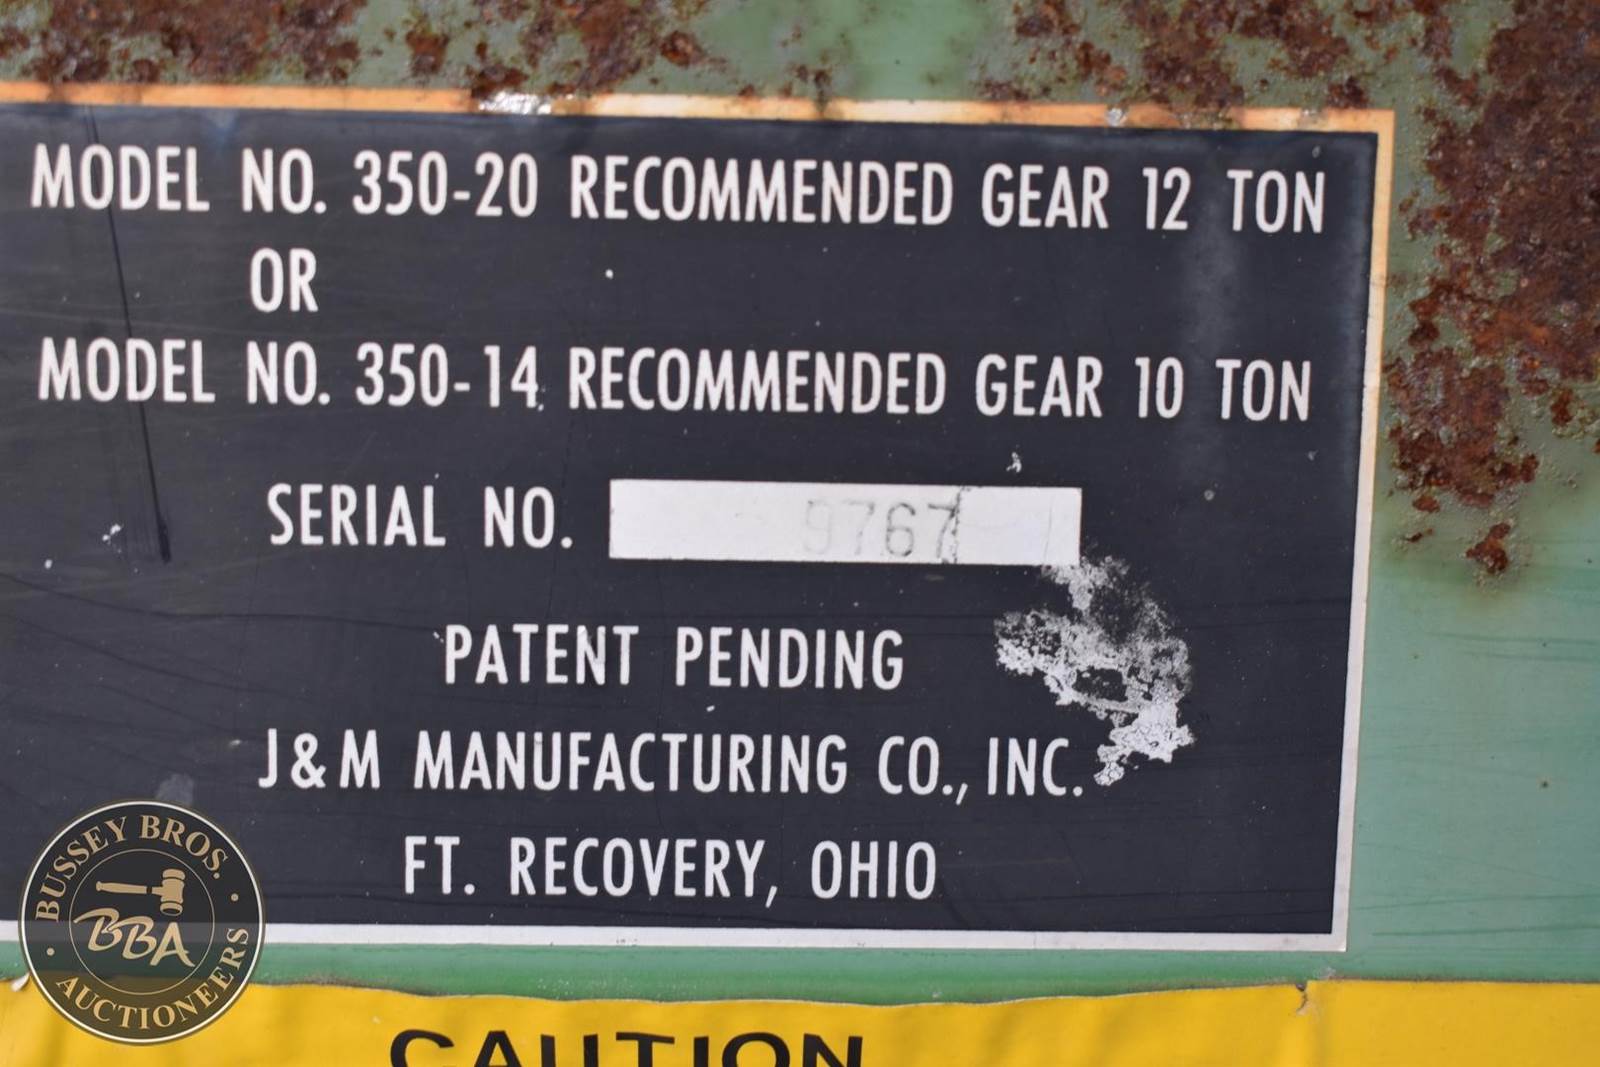 MODEL NO. 350-20 RECOMMENDED GEAR 12 TON
OR
MODEL NO. 350-14 RECOMMENDED GEAR 10 TON
SERIAL NO. 9767
PATENT PENDING
J&M MANUFACTURING CO., INC.
FT. RECOVERY, OHIO
CAUTION
BUSSEY BROS.
BBA
AUCTIONEERS